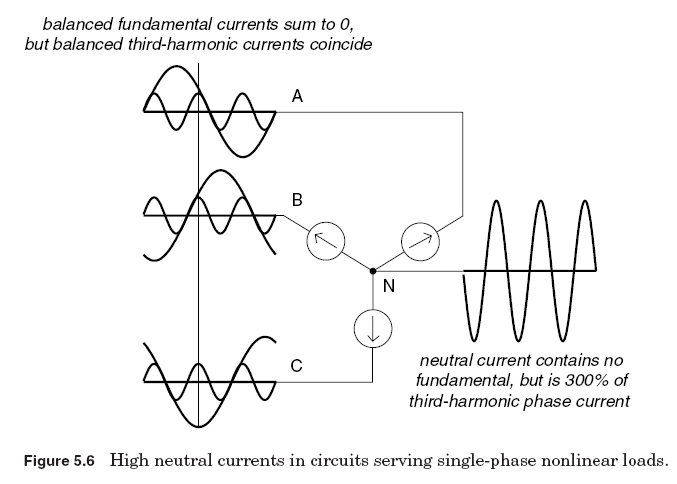 balanced fundamental currents sum to 0,
but balanced third-harmonic currents coincide
A
B
N
C
neutral current contains no
fundamental, but is 300% of
third-harmonic phase current
Figure 5.6 High neutral currents in circuits serving single-phase nonlinear loads.